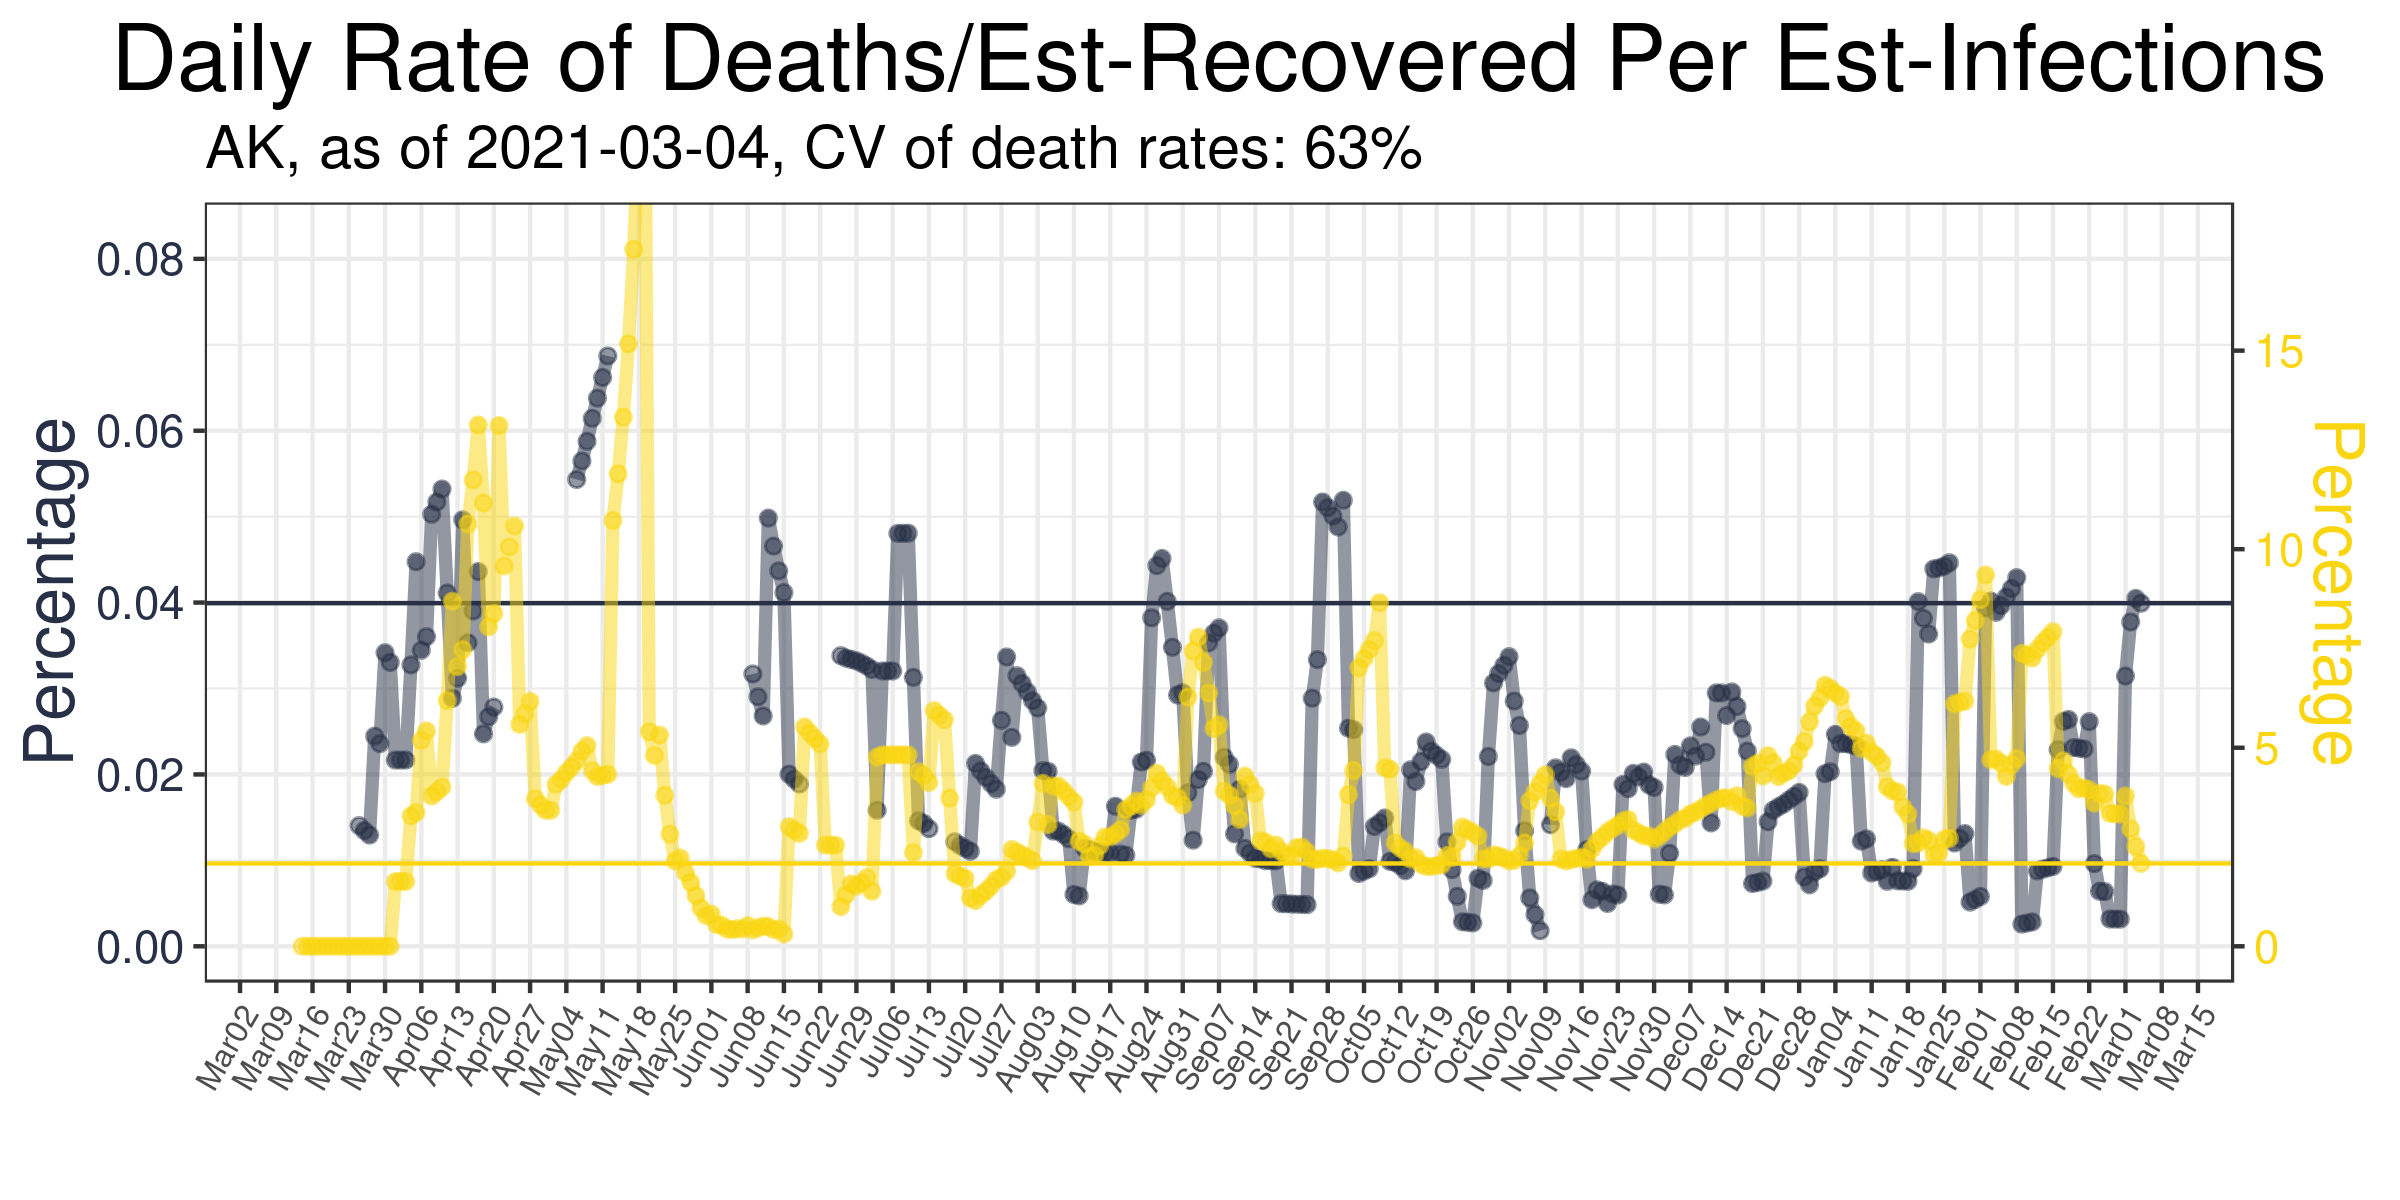 Daily Rate of Deaths/Est-Recovered Per Est-Infections
AK, as of 2021-03-04, CV of death rates: 63%
Percentage
0.08
0.06
0.04
0.02
0.00
15
10
5
0
Percentage
Mar02
Mar09
Mar16
Mar23
Mar30
Apr06
Apr13
Apr20
Apr27
May04
May11
May18
May25
Jun01
Jun08
Jun15
Jun22
Jun29
Jul06
Jul13
Jul20
Jul27
Aug03
Aug10
Aug17
Aug24
Aug31
Sep07
Sep14
Sep21
Sep28
Oct05
Oct12
Oct19
Oct26
Nov02
Nov09
Nov16
Nov23
Nov30
Dec07
Dec14
Dec21
Dec28
Jan04
Jan11
Jan18
Jan25
Feb01
Feb08
Feb15
Feb22
Mar01
Mar08
Mar15